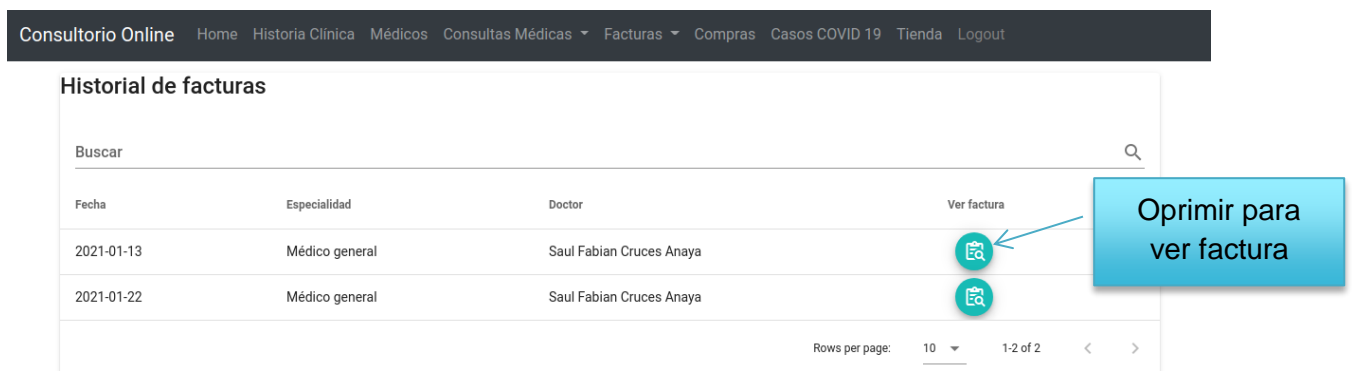 Consultorio Online Home Historia Clínica Médicos Consultas Médicas Facturas Compras Casos COVID 19 Tienda Logout
Historial de facturas
Buscar
Fecha Especialidad Doctor Ver factura
2021-01-13 Médico general Saul Fabian Cruces Anaya
2021-01-22 Médico general Saul Fabian Cruces Anaya
Rows per page: 10 1-2 of 2
Oprimir para
ver factura